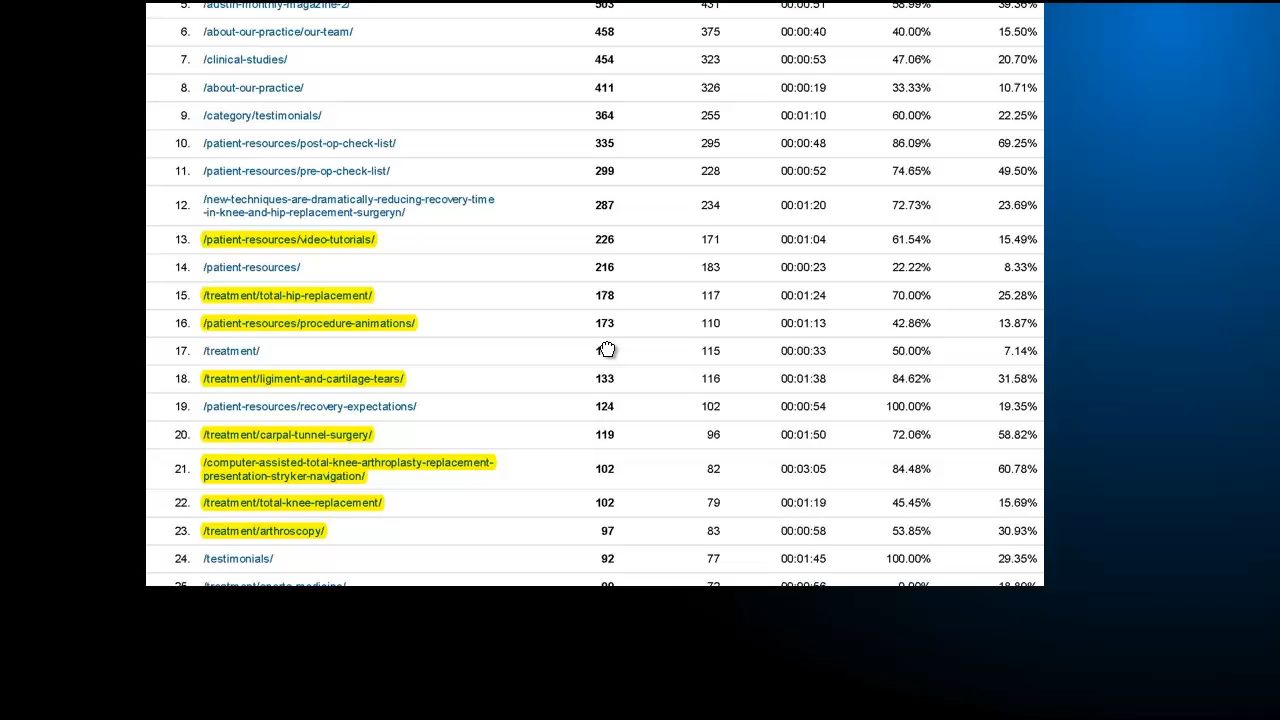 5. /austin-monthly-magazine-2/ 503 431 00:00:51 58.99% 39.36%
6. /about-our-practice/our-team/ 458 375 00:00:40 40.00% 15.50%
7. /clinical-studies/ 454 323 00:00:53 47.06% 20.70%
8. /about-our-practice/ 411 326 00:00:19 33.33% 10.71%
9. /category/testimonials/ 364 255 00:01:10 60.00% 22.25%
10. /patient-resources/post-op-check-list/ 335 295 00:00:48 86.09% 69.25%
11. /patient-resources/pre-op-check-list/ 299 228 00:00:52 74.65% 49.50%
/new-techniques-are-dramatically-reducing-recovery-time
12. 287 234 00:01:20 72.73% 23.69%
-in-knee-and-hip-replacement-surgeryn/
13. /patient-resources/video-tutorials/ 226 171 00:01:04 61.54% 15.49%
14. /patient-resources/ 216 183 00:00:23 22.22% 8.33%
15. /treatment/total-hip-replacement/ 178 117 00:01:24 70.00% 25.28%
16. /patient-resources/procedure-animations/ 173 110 00:01:13 42.86% 13.87%
17. /treatment/ 115 00:00:33 50.00% 7.14%
18. /treatment/ligiment-and-cartilage-tears/ 133 116 00:01:38 84.62% 31.58%
19. /patient-resources/recovery-expectations/ 124 102 00:00:54 100.00% 19.35%
20. /treatment/carpal-tunnel-surgery/ 119 96 00:01:50 72.06% 58.82%
/computer-assisted-total-knee-arthroplasty-replacement-
21. 102 82 00:03:05 84.48% 60.78%
presentation-stryker-navigation/
22. /treatment/total-knee-replacement/ 102 79 00:01:19 45.45% 15.69%
23. /treatment/arthroscopy/ 97 83 00:00:58 53.85% 30.93%
24. /testimonials/ 92 77 00:01:45 100.00% 29.35%
25. /treatment/sports-medicine/ 72 00:00:56 0.00%